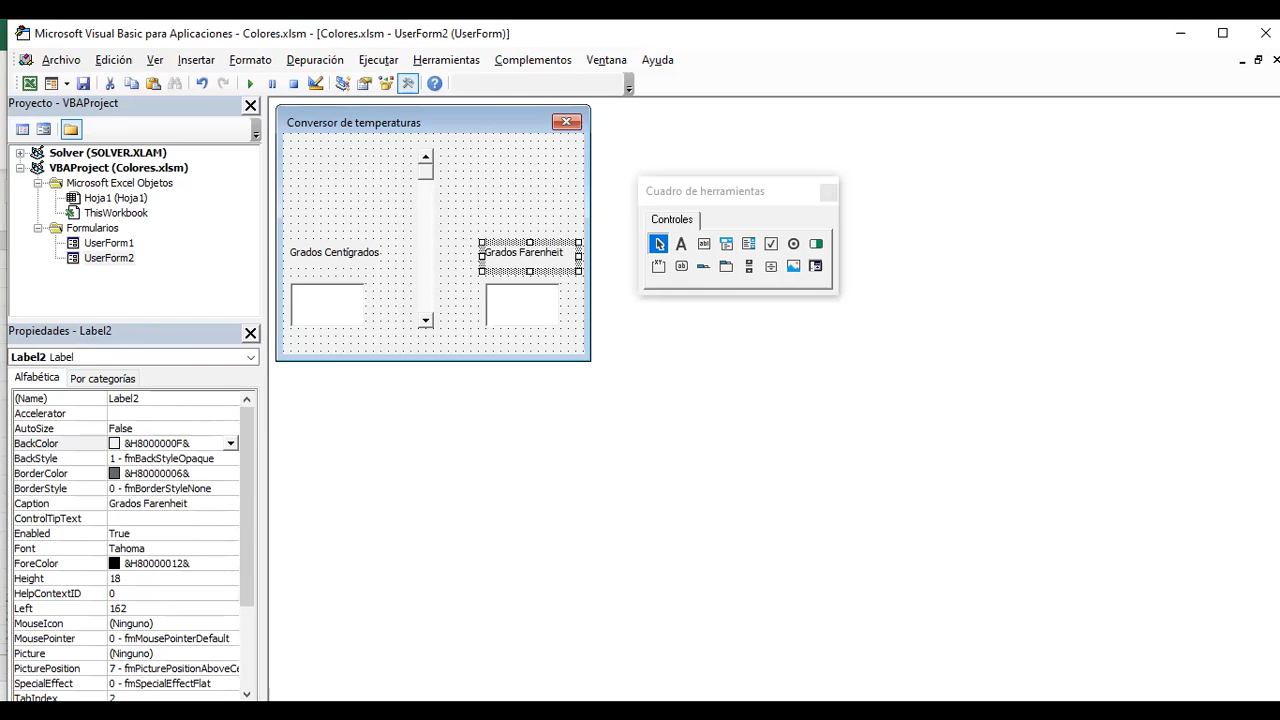 Microsoft Visual Basic para Aplicaciones - Colores.xlsm - [Colores.xlsm - UserForm2 (UserForm)]
Archivo Edición Ver Insertar Formato Depuración Ejecutar Herramientas Complementos Ventana Ayuda
Proyecto - VBAProject
Solver (SOLVER.XLAM)
VBAProject (Colores.xlsm)
Microsoft Excel Objetos
Hoja1 (Hoja1)
ThisWorkbook
Formularios
UserForm1
UserForm2
Propiedades - Label2
Label2 Label
Alfabética Por categorías
(Name) Label2
Accelerator
AutoSize False
BackColor &H8000000F&
BackStyle 1 - fmBackStyleOpaque
BorderColor &H80000006&
BorderStyle 0 - fmBorderStyleNone
Caption Grados Farenheit
ControlTipText
Enabled True
Font Tahoma
ForeColor &H80000012&
Height 18
HelpContextID 0
Left 162
MouseIcon (Ninguno)
MousePointer 0 - fmMousePointerDefault
Picture (Ninguno)
PicturePosition 7 - fmPicturePositionAboveCe
SpecialEffect 0 - fmSpecialEffectFlat
TabIndex 2
Conversor de temperaturas
Grados Centígrados
Grados Farenheit
Cuadro de herramientas
Controles